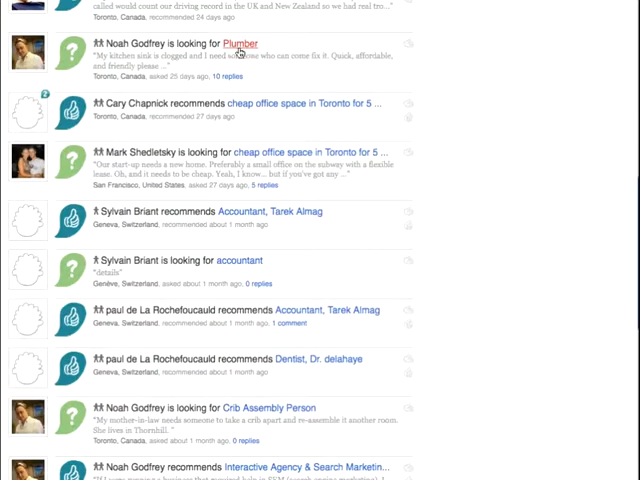 called would count our driving record in the UK and New Zealand so we had real tro..."
Toronto, Canada, recommended 24 days ago
Noah Godfrey is looking for Plumber
"My kitchen sink is clogged and I need someone who can come fix it. Quick, affordable,
and friendly please ..."
Toronto, Canada, asked 25 days ago, 10 replies
2
Cary Chapnick recommends cheap office space in Toronto for 5 ...
Toronto, Canada, recommended 27 days ago
Mark Shedletsky is looking for cheap office space in Toronto for 5 ...
"Our start-up needs a new home. Preferably a small office on the subway with a flexible
lease. Oh, and it needs to be cheap. Yeah, I know... but if you've got any ..."
San Francisco, United States, asked 27 days ago, 5 replies
Sylvain Briant recommends Accountant, Tarek Almag
Geneva, Switzerland, recommended about 1 month ago
Sylvain Briant is looking for accountant
"details"
Genève, Switzerland, asked about 1 month ago, 0 replies
paul de La Rochefoucauld recommends Accountant, Tarek Almag
Geneva, Switzerland, recommended about 1 month ago, 1 comment
paul de La Rochefoucauld recommends Dentist, Dr. delahaye
Geneva, Switzerland, recommended about 1 month ago
Noah Godfrey is looking for Crib Assembly Person
"My mother-in-law needs someone to take a crib apart and re-assemble it another room.
She lives in Thornhill. "
Toronto, Canada, asked about 1 month ago, 0 replies
Noah Godfrey recommends Interactive Agency & Search Marketin...